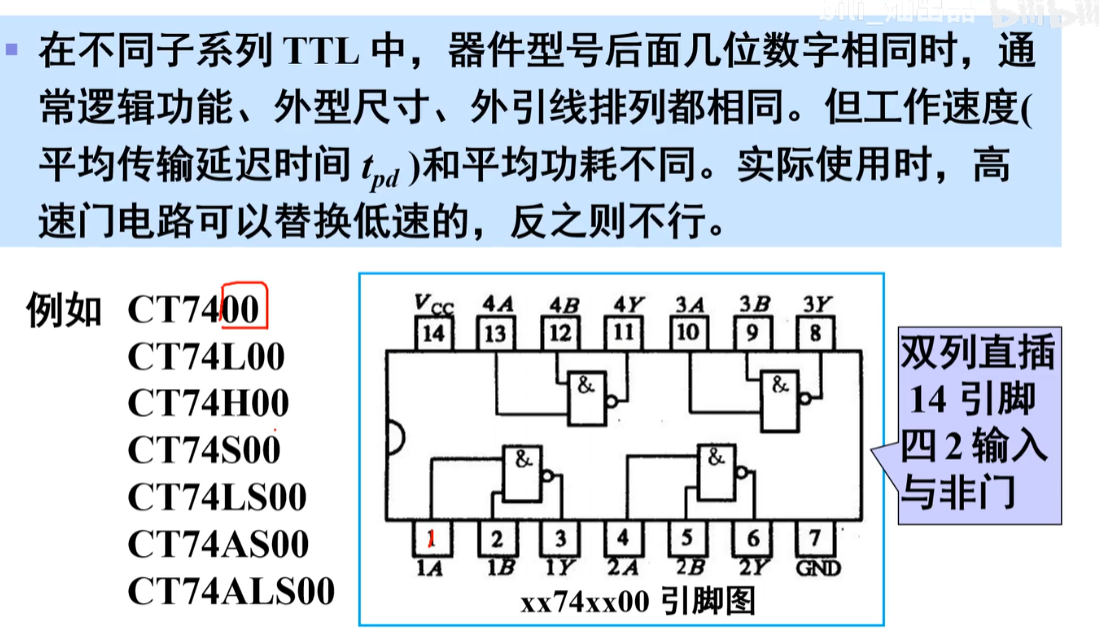 在不同子系列 TTL 中，器件型号后面几位数字相同时，通
常逻辑功能、外型尺寸、外引线排列都相同。但工作速度(
平均传输延迟时间 tpd )和平均功耗不同。实际使用时，高
速门电路可以替换低速的，反之则不行。
例如 CT7400
CT74L00
CT74H00
CT74S00
CT74LS00
CT74AS00
CT74ALS00
VCC 4A 4B 4Y 3A 3B 3Y
14 13 12 11 10 9 8
& &
& &
1 2 3 4 5 6 7
1A 1B 1Y 2A 2B 2Y GND
xx74xx00 引脚图
双列直插
14 引脚
四 2 输入
与非门